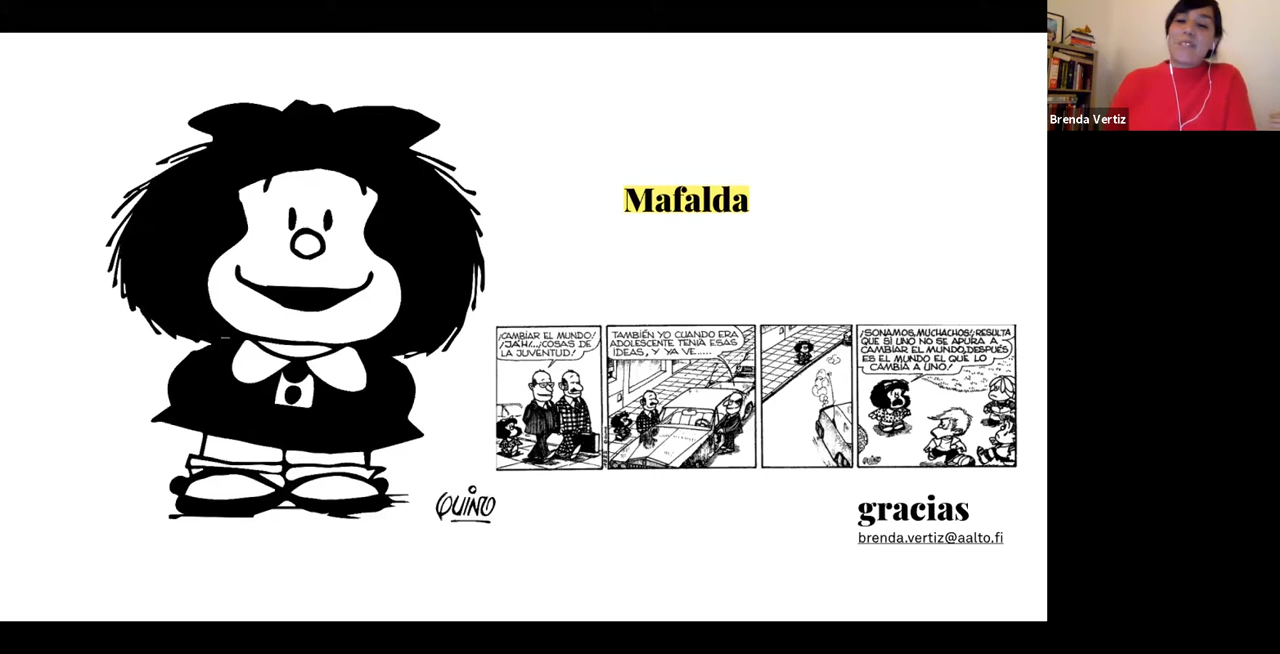 Brenda Vertiz
Mafalda
¡CAMBIAR EL MUNDO!
¡JAH!...¡COSAS DE
LA JUVENTUD!
TAMBIÉN YO CUANDO ERA
ADOLESCENTE TENÍA ESAS
IDEAS, Y YA VE.....
¡SONAMOS, MUCHACHOS!¡RESULTA
QUE SI UNO NO SE APURA A
CAMBIAR EL MUNDO, DESPUÉS
ES EL MUNDO EL QUE LO
CAMBIA A UNO!
QUINO
QUINO
gracias
brenda.vertiz@aalto.fi